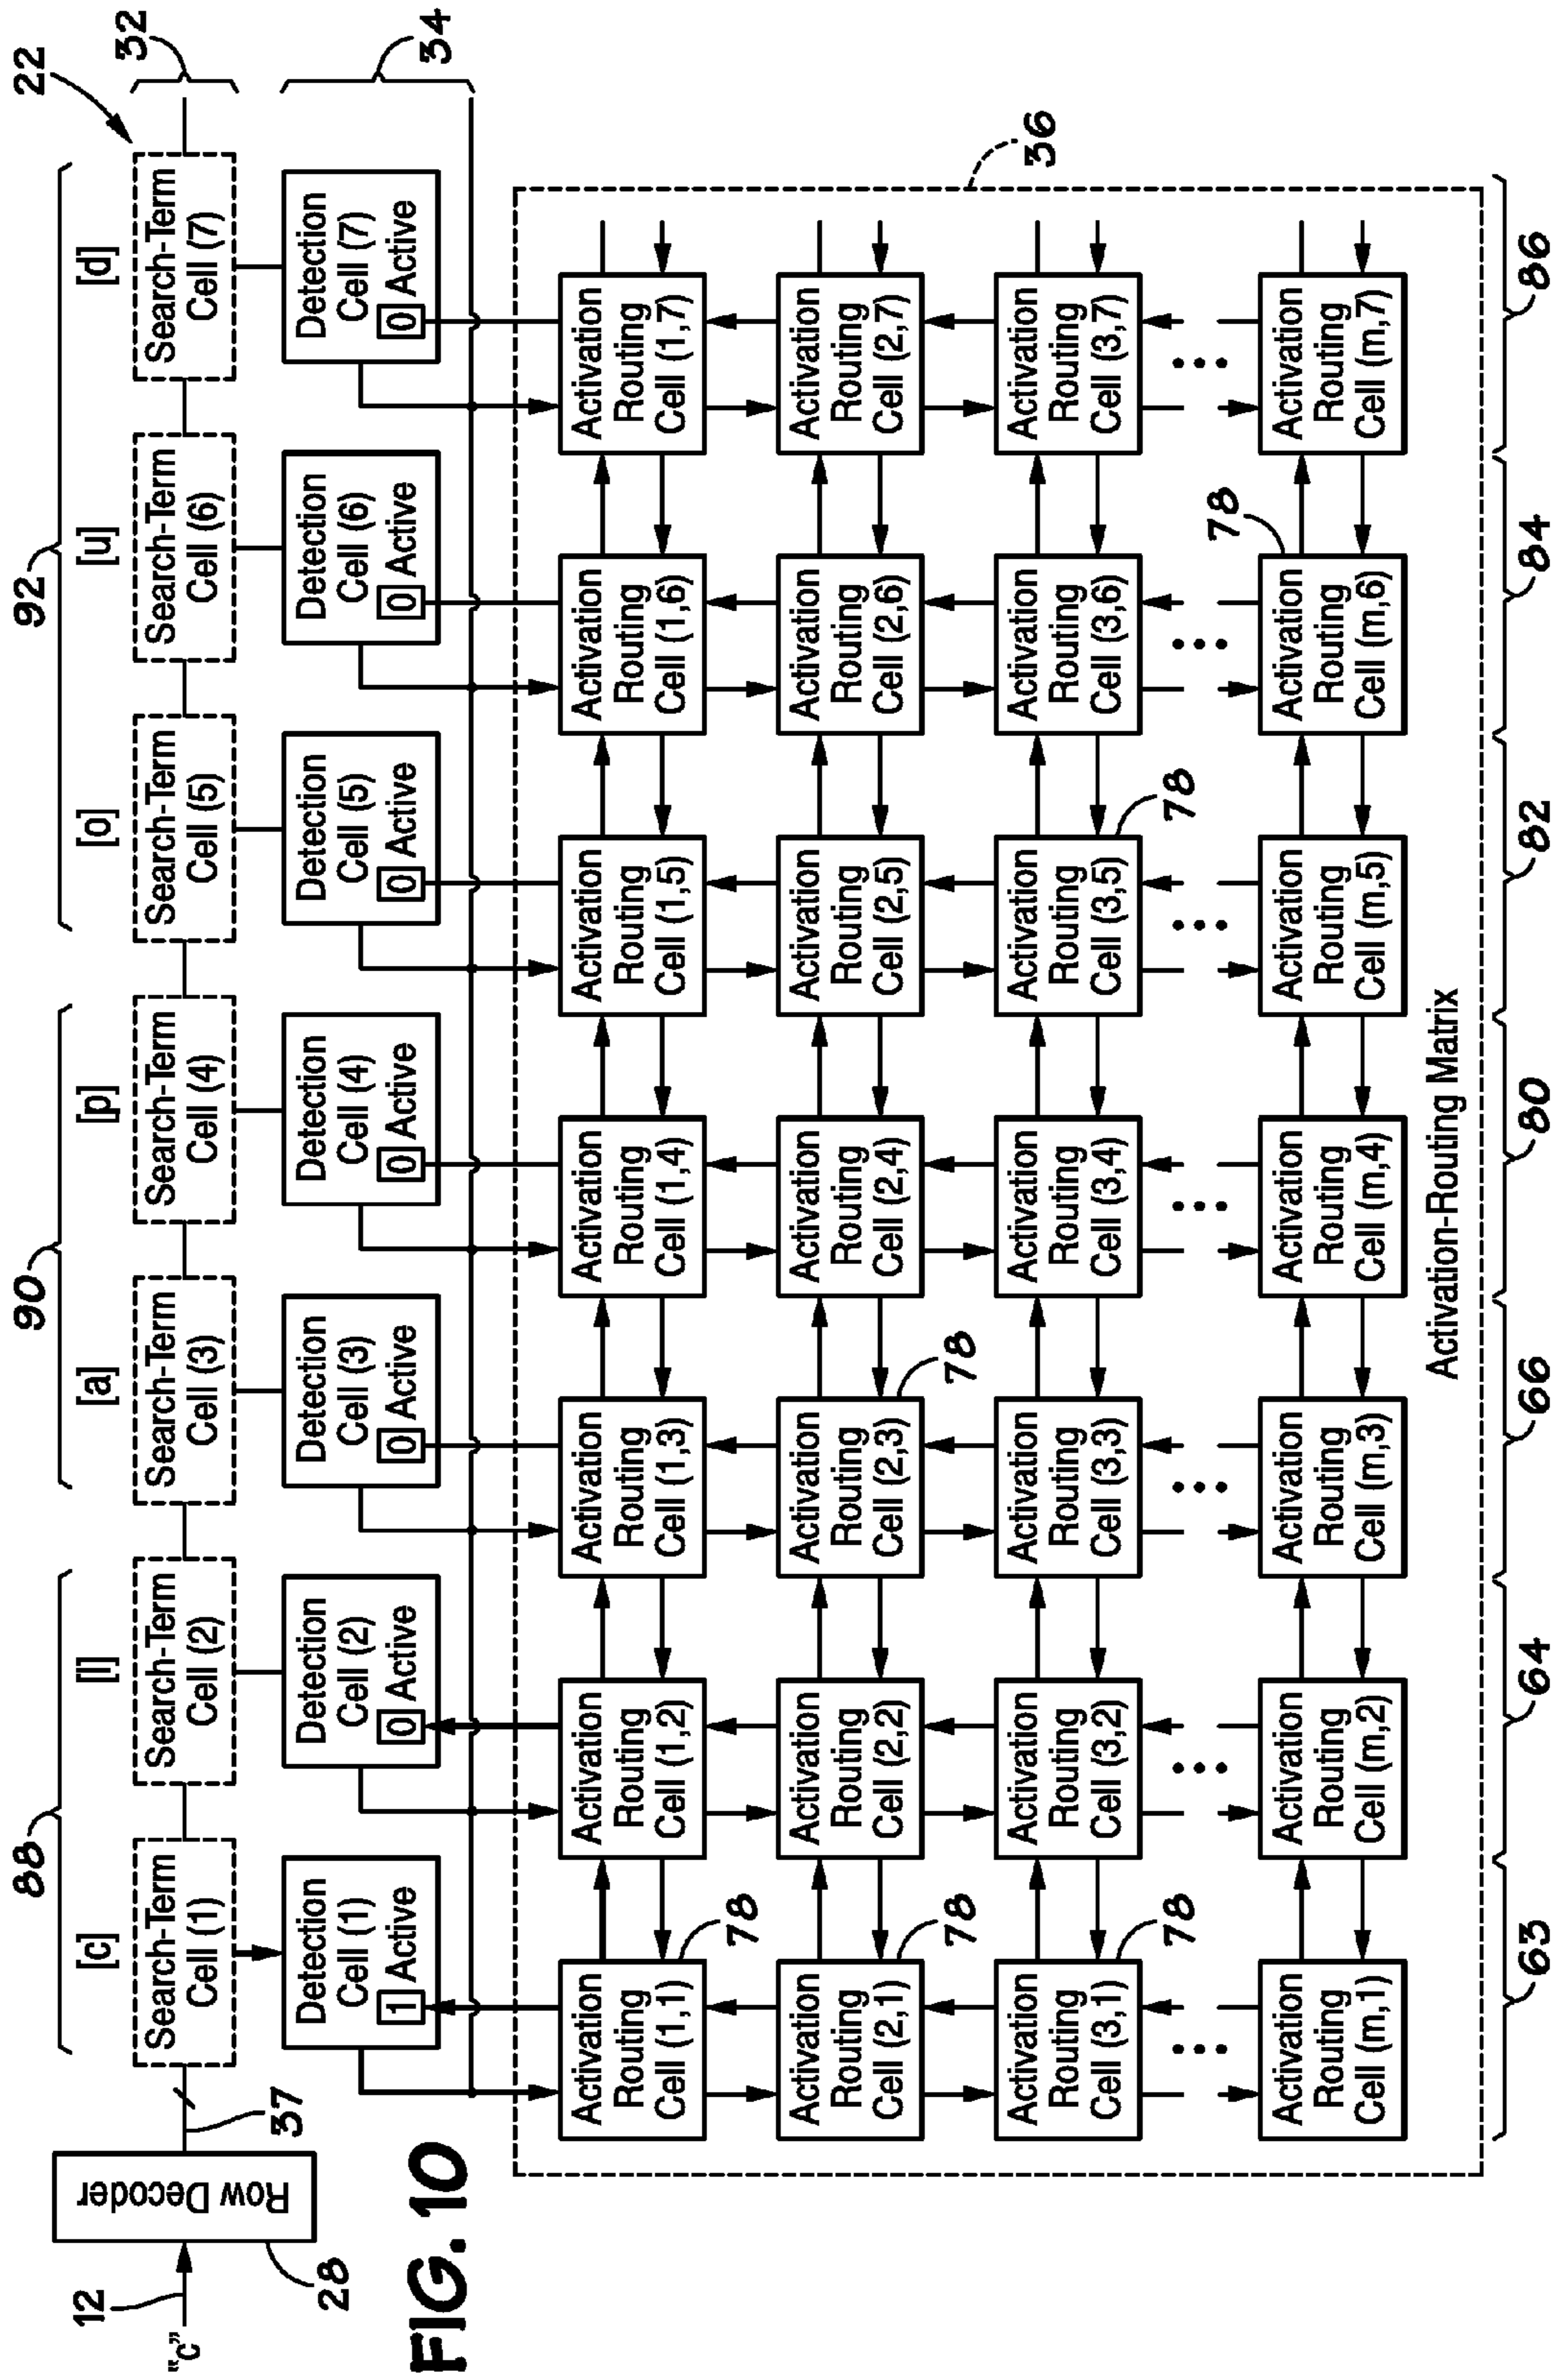 22
88
90
92
[c]
[l]
[a]
[p]
[o]
[u]
[d]
12
"c"
Row Decoder
28
37
Search-Term
Cell (1)
Search-Term
Cell (2)
Search-Term
Cell (3)
Search-Term
Cell (4)
Search-Term
Cell (5)
Search-Term
Cell (6)
Search-Term
Cell (7)
32
Detection
Cell (1)
1 Active
Detection
Cell (2)
0 Active
Detection
Cell (3)
0 Active
Detection
Cell (4)
0 Active
Detection
Cell (5)
0 Active
Detection
Cell (6)
0 Active
Detection
Cell (7)
0 Active
34
FIG. 10
36
Activation
Routing
Cell (1,1)
78
Activation
Routing
Cell (1,2)
Activation
Routing
Cell (1,3)
Activation
Routing
Cell (1,4)
Activation
Routing
Cell (1,5)
Activation
Routing
Cell (1,6)
Activation
Routing
Cell (1,7)
Activation
Routing
Cell (2,1)
78
Activation
Routing
Cell (2,2)
Activation
Routing
Cell (2,3)
78
Activation
Routing
Cell (2,4)
Activation
Routing
Cell (2,5)
Activation
Routing
Cell (2,6)
Activation
Routing
Cell (2,7)
Activation
Routing
Cell (3,1)
78
Activation
Routing
Cell (3,2)
Activation
Routing
Cell (3,3)
Activation
Routing
Cell (3,4)
Activation
Routing
Cell (3,5)
78
Activation
Routing
Cell (3,6)
Activation
Routing
Cell (3,7)
Activation
Routing
Cell (m,1)
Activation
Routing
Cell (m,2)
Activation
Routing
Cell (m,3)
Activation
Routing
Cell (m,4)
Activation
Routing
Cell (m,5)
Activation
Routing
Cell (m,6)
78
Activation
Routing
Cell (m,7)
Activation-Routing Matrix
63
64
66
80
82
84
86